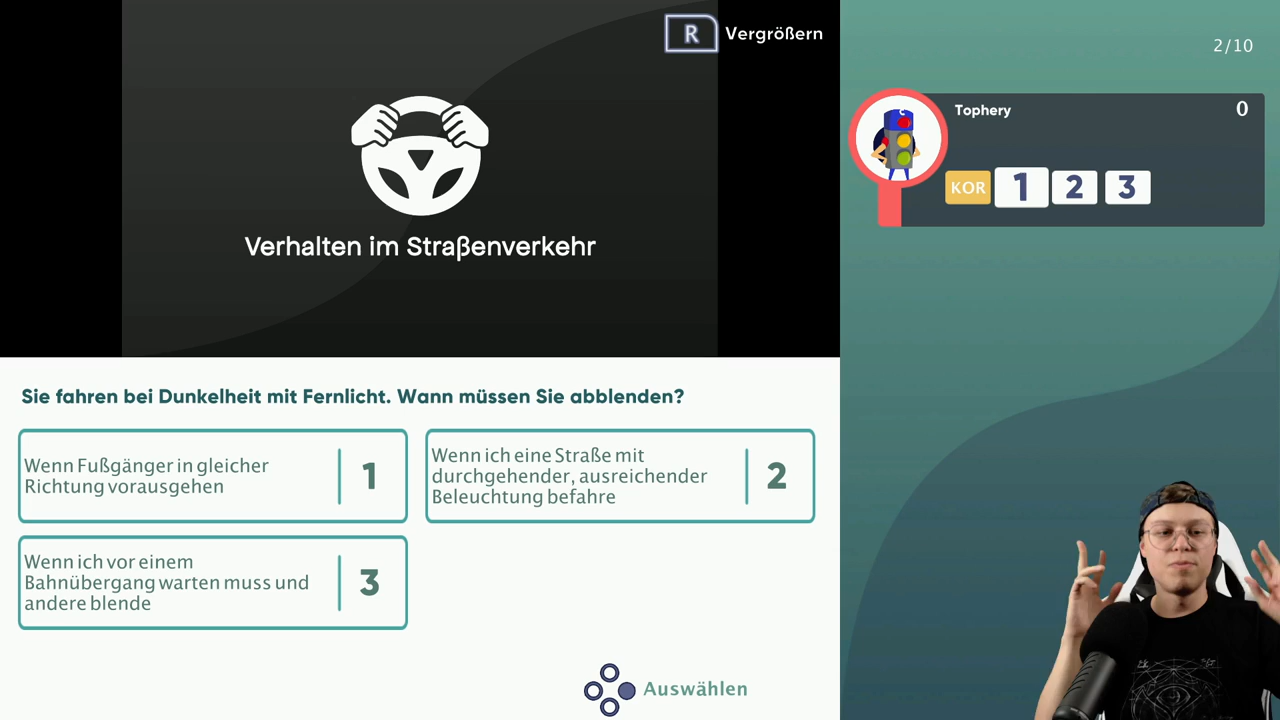 R Vergrößern
2/10
Verhalten im Straßenverkehr
Tophery 0
KOR 1 2 3
Sie fahren bei Dunkelheit mit Fernlicht. Wann müssen Sie abblenden?
Wenn Fußgänger in gleicher
Richtung vorausgehen
1
Wenn ich eine Straße mit
durchgehender, ausreichender
Beleuchtung befahre
2
Wenn ich vor einem
Bahnübergang warten muss und
andere blende
3
Auswählen